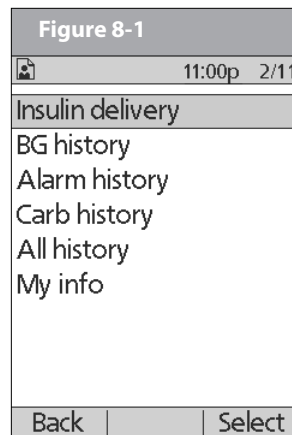 Figure 8-1
11:00p 2/11
Insulin delivery
BG history
Alarm history
Carb history
All history
My info
Back Select